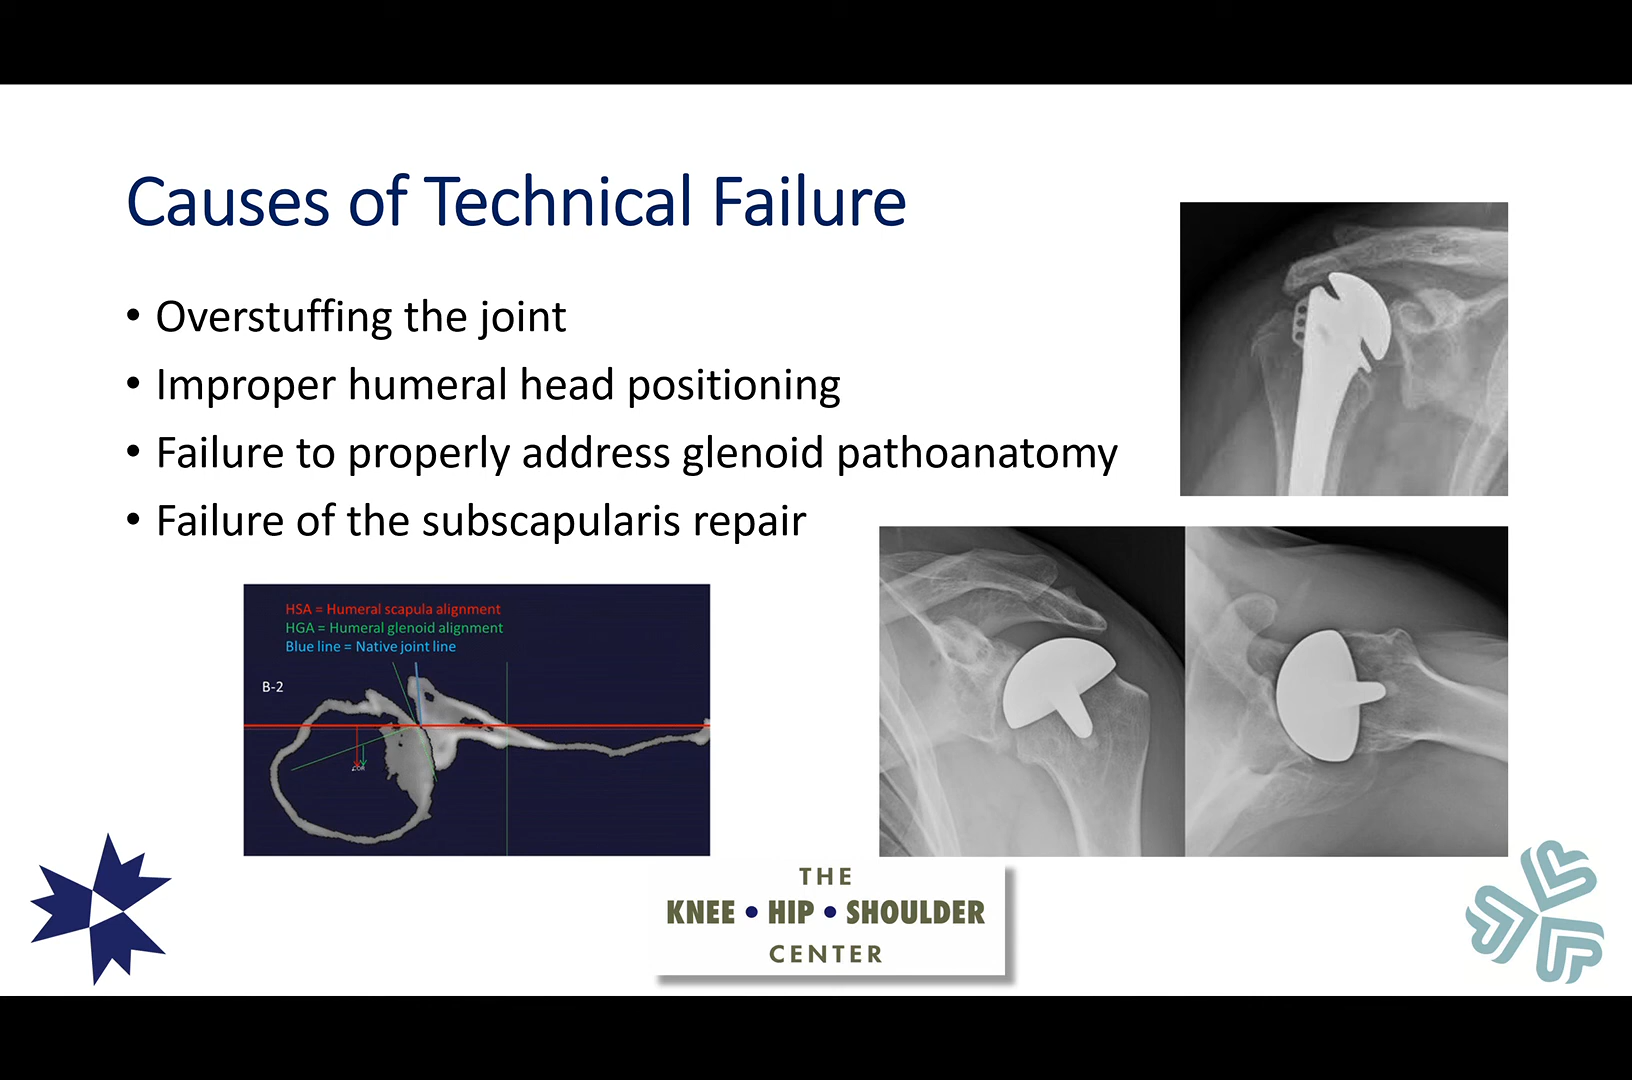 Causes of Technical Failure
• Overstuffing the joint
• Improper humeral head positioning
• Failure to properly address glenoid pathoanatomy
• Failure of the subscapularis repair
HSA = Humeral scapula alignment
HGA = Humeral glenoid alignment
Blue line = Native joint line
B-2
THE
KNEE • HIP • SHOULDER
CENTER